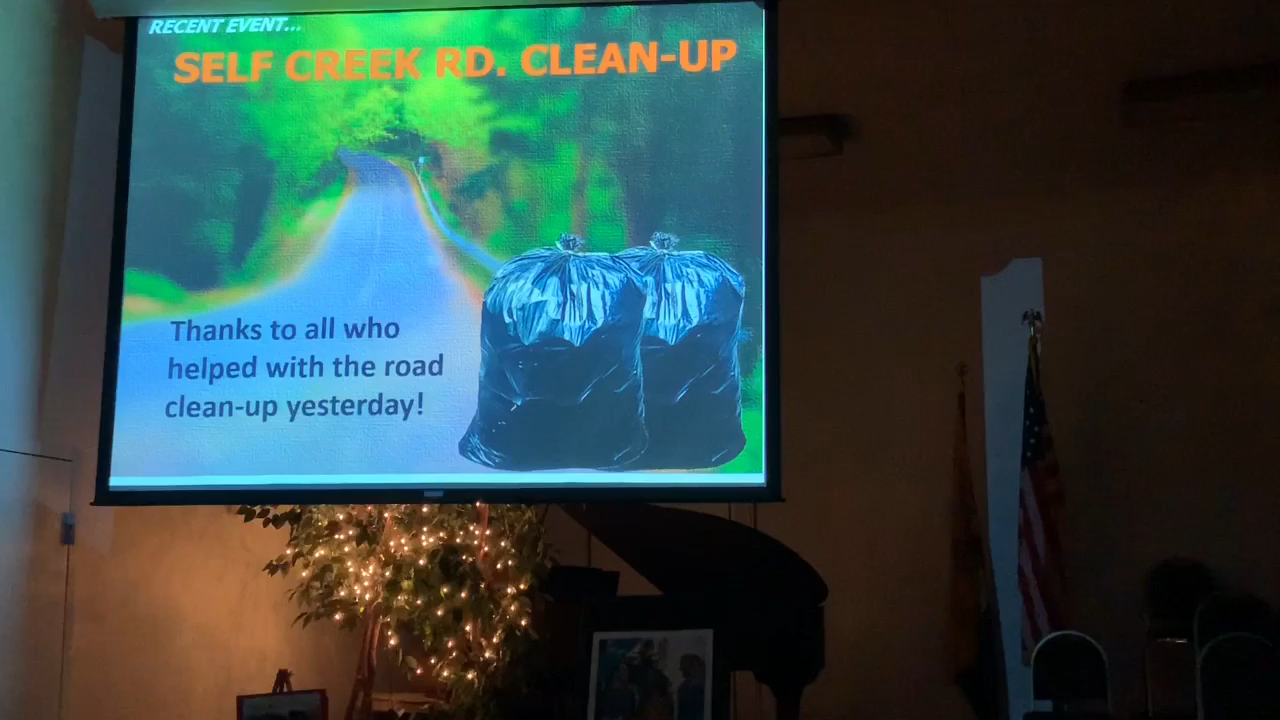 RECENT EVENT...
SELF CREEK RD. CLEAN-UP
Thanks to all who
helped with the road
clean-up yesterday!